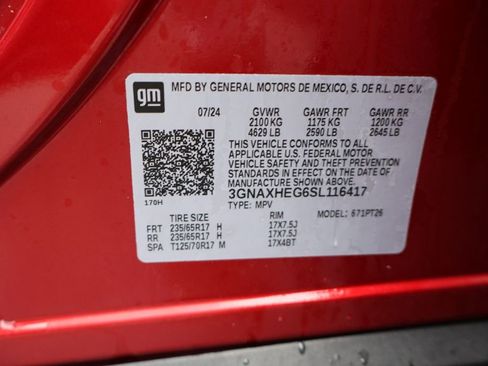 gm
MFD BY GENERAL MOTORS DE MEXICO, S. DE R.L. DE C.V.
07/24 GVWR GAWR FRT GAWR RR
2100 KG 1175 KG 1200 KG
4629 LB 2590 LB 2645 LB
THIS VEHICLE CONFORMS TO ALL
APPLICABLE U.S. FEDERAL MOTOR
VEHICLE SAFETY AND THEFT PREVENTION
STANDARDS IN EFFECT ON THE DATE OF
MANUFACTURE SHOWN ABOVE.
170H 3GNAXHEG6SL116417
TYPE: MPV MODEL: 671PT26
TIRE SIZE RIM
FRT 235/65R17 H 17X7.5J
RR 235/65R17 H 17X7.5J
SPA T125/70R17 M 17X4BT